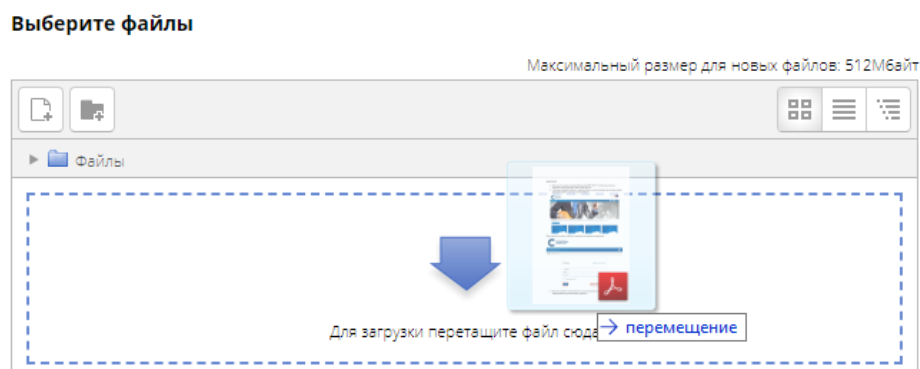 Выберите файлы
Максимальный размер для новых файлов: 512Мбайт
Файлы
Для загрузки перетащите файл сюда
→ перемещение